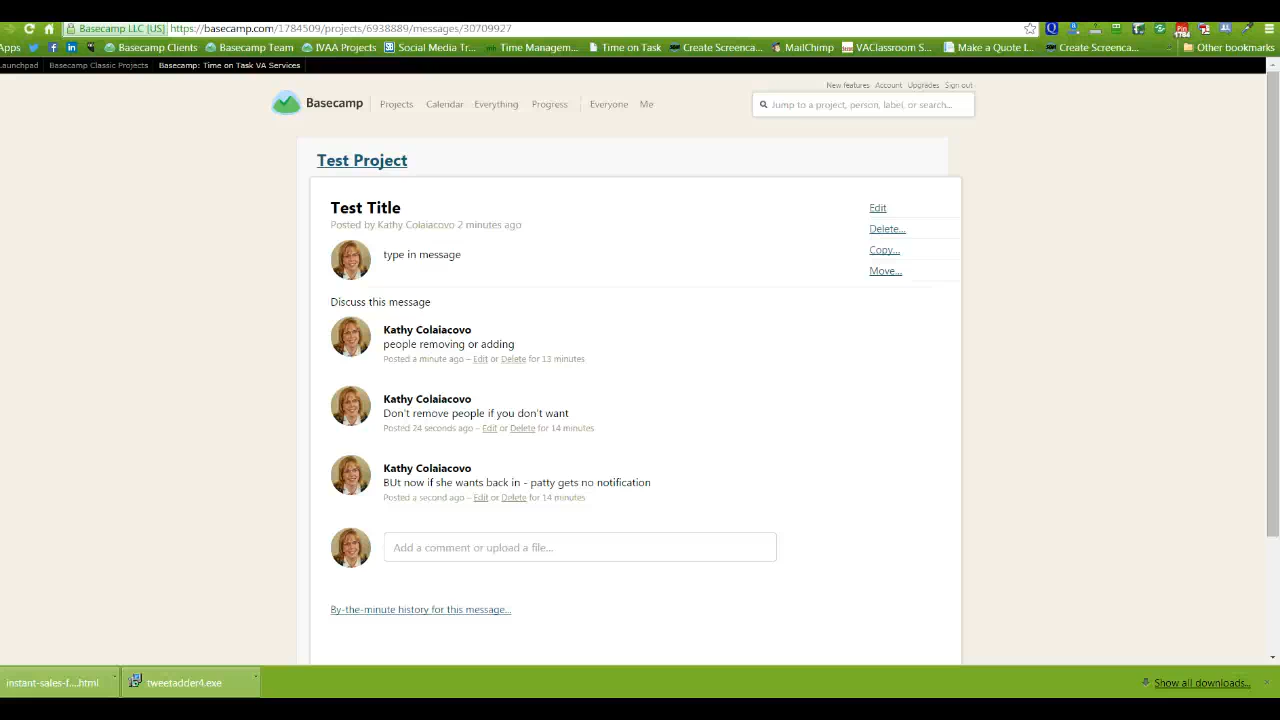 Basecamp LLC [US] https://basecamp.com/1784509/projects/6938889/messages/30709927
Apps Basecamp Clients Basecamp Team IVAA Projects Social Media Tr... Time Managem... Time on Task Create Screenca... MailChimp VAClassroom S... Make a Quote I... Create Screenca... Other bookmarks
Launchpad Basecamp Classic Projects Basecamp: Time on Task VA Services
New features Account Upgrades Sign out
Basecamp Projects Calendar Everything Progress Everyone Me Jump to a project, person, label, or search...
Test Project
Test Title
Edit
Posted by Kathy Colaiacovo 2 minutes ago
Delete...
type in message
Copy...
Move...
Discuss this message
Kathy Colaiacovo
people removing or adding
Posted a minute ago – Edit or Delete for 13 minutes
Kathy Colaiacovo
Don't remove people if you don't want
Posted 24 seconds ago – Edit or Delete for 14 minutes
Kathy Colaiacovo
BUt now if she wants back in - patty gets no notification
Posted a second ago – Edit or Delete for 14 minutes
Add a comment or upload a file...
By-the-minute history for this message...
instant-sales-f....html tweetadder4.exe Show all downloads...